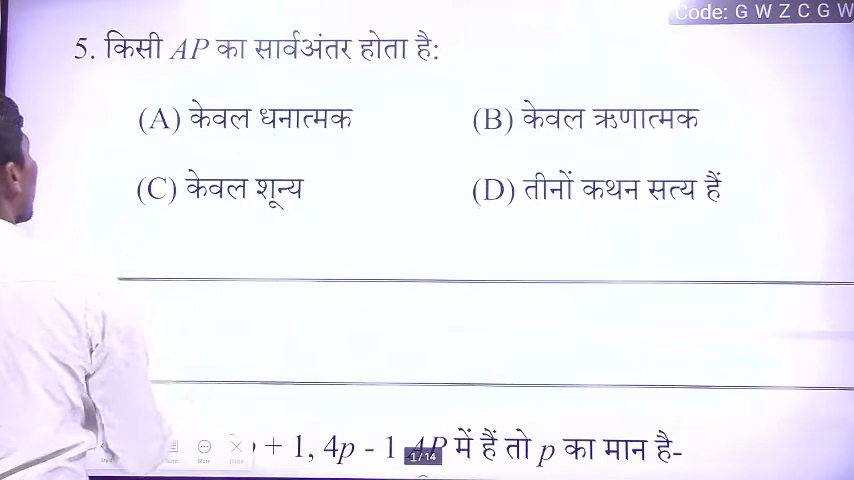 Code: G W Z C G W
5. किसी AP का सार्वअंतर होता है:
(A) केवल धनात्मक (B) केवल ऋणात्मक
(C) केवल शून्य (D) तीनों कथन सत्य हैं
+ 1, 4p - 1 AP में हैं तो p का मान है-
1/14
More